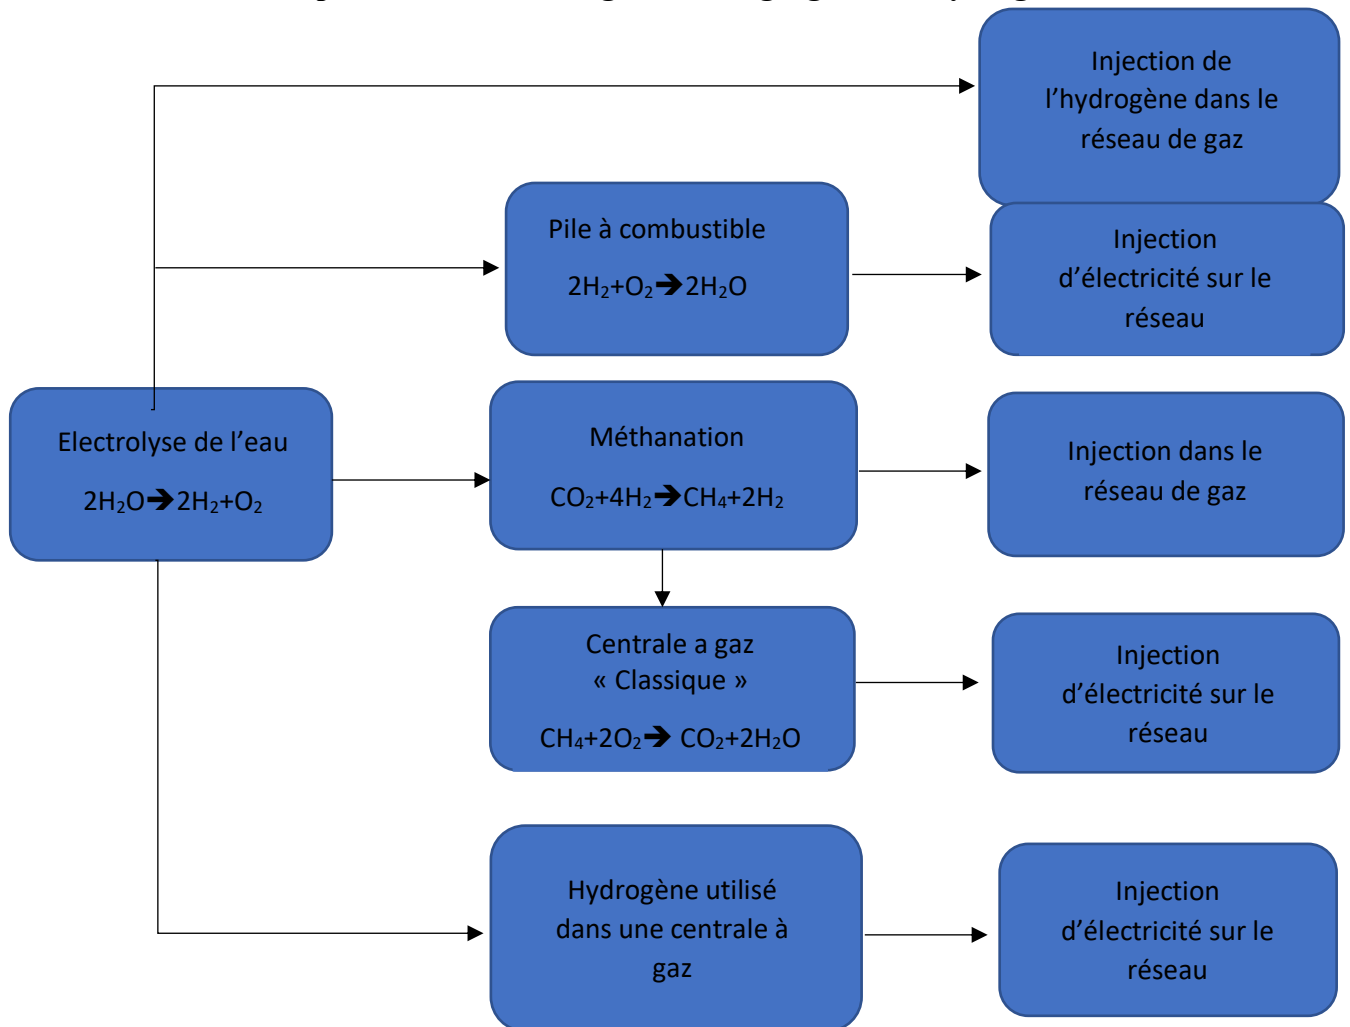 Injection de
l’hydrogène dans le
réseau de gaz
Pile à combustible
2H₂+O₂➔2H₂O
Injection
d’électricité sur le
réseau
Electrolyse de l’eau
2H₂O➔2H₂+O₂
Méthanation
CO₂+4H₂➔CH₄+2H₂
Injection dans le
réseau de gaz
Centrale a gaz
« Classique »
CH₄+2O₂➔ CO₂+2H₂O
Injection
d’électricité sur le
réseau
Hydrogène utilisé
dans une centrale à
gaz
Injection
d’électricité sur le
réseau